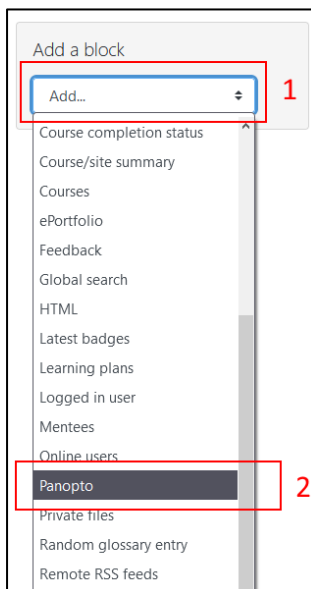 Add a block
Add...
1
Course completion status
Course/site summary
Courses
ePortfolio
Feedback
Global search
HTML
Latest badges
Learning plans
Logged in user
Mentees
Online users
Panopto
2
Private files
Random glossary entry
Remote RSS feeds